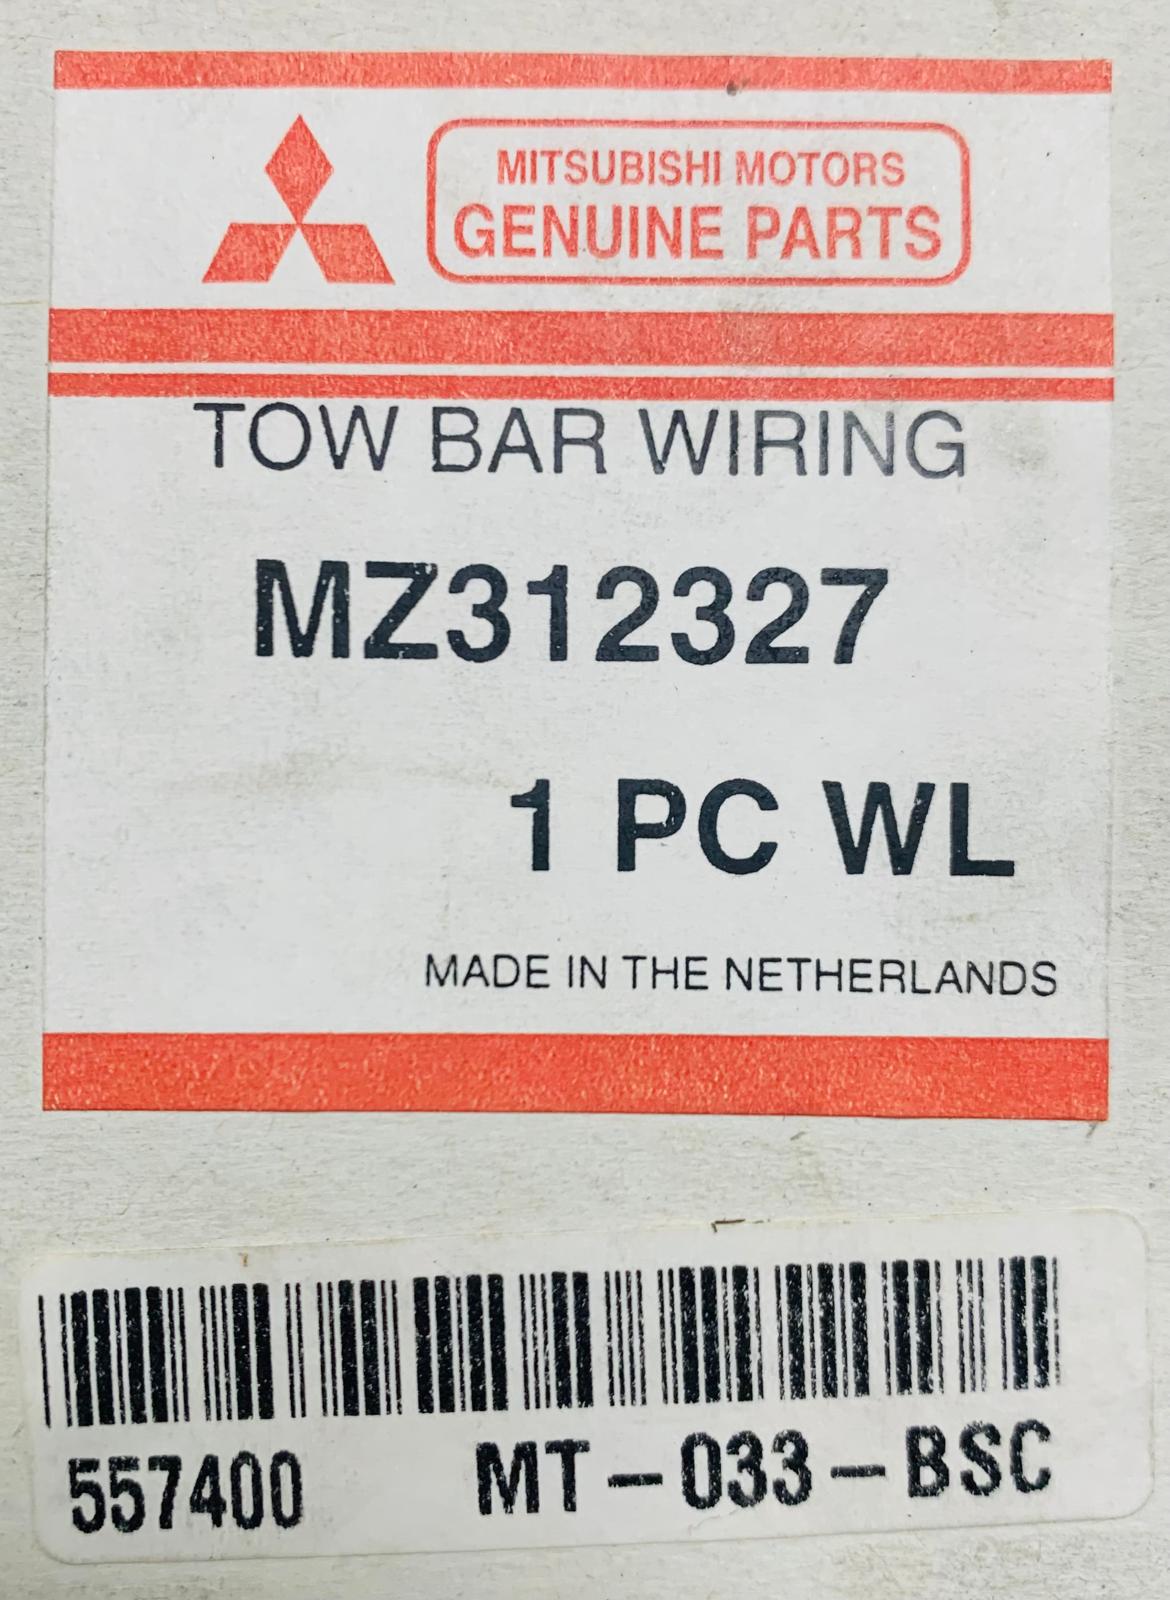 MITSUBISHI MOTORS
GENUINE PARTS
TOW BAR WIRING
MZ312327
1 PC WL
MADE IN THE NETHERLANDS
557400 MT-033-BSC